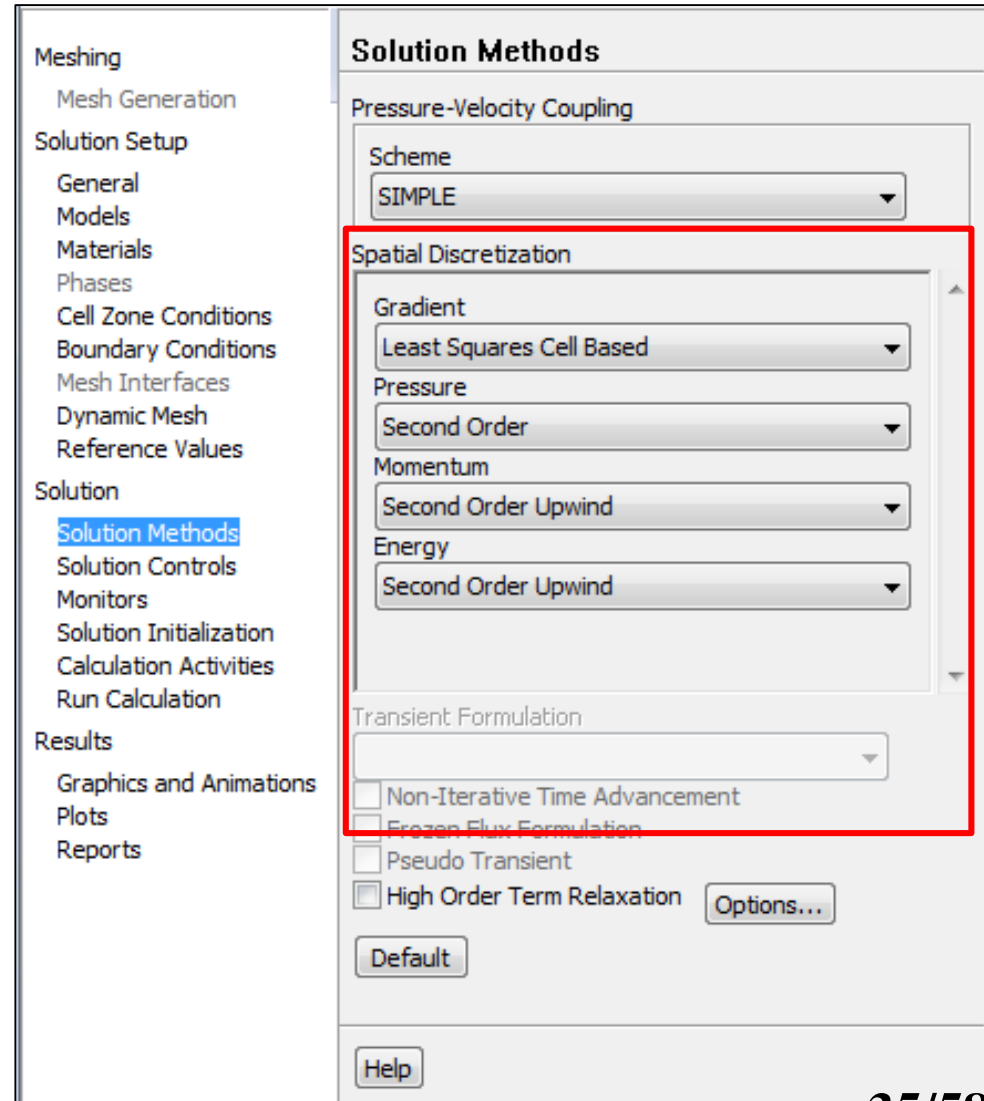 Meshing
Mesh Generation
Solution Setup
General
Models
Materials
Phases
Cell Zone Conditions
Boundary Conditions
Mesh Interfaces
Dynamic Mesh
Reference Values
Solution
Solution Methods
Solution Controls
Monitors
Solution Initialization
Calculation Activities
Run Calculation
Results
Graphics and Animations
Plots
Reports
Solution Methods
Pressure-Velocity Coupling
Scheme
SIMPLE
Spatial Discretization
Gradient
Least Squares Cell Based
Pressure
Second Order
Momentum
Second Order Upwind
Energy
Second Order Upwind
Transient Formulation
Non-Iterative Time Advancement
Frozen Flux Formulation
Pseudo Transient
High Order Term Relaxation
Options...
Default
Help